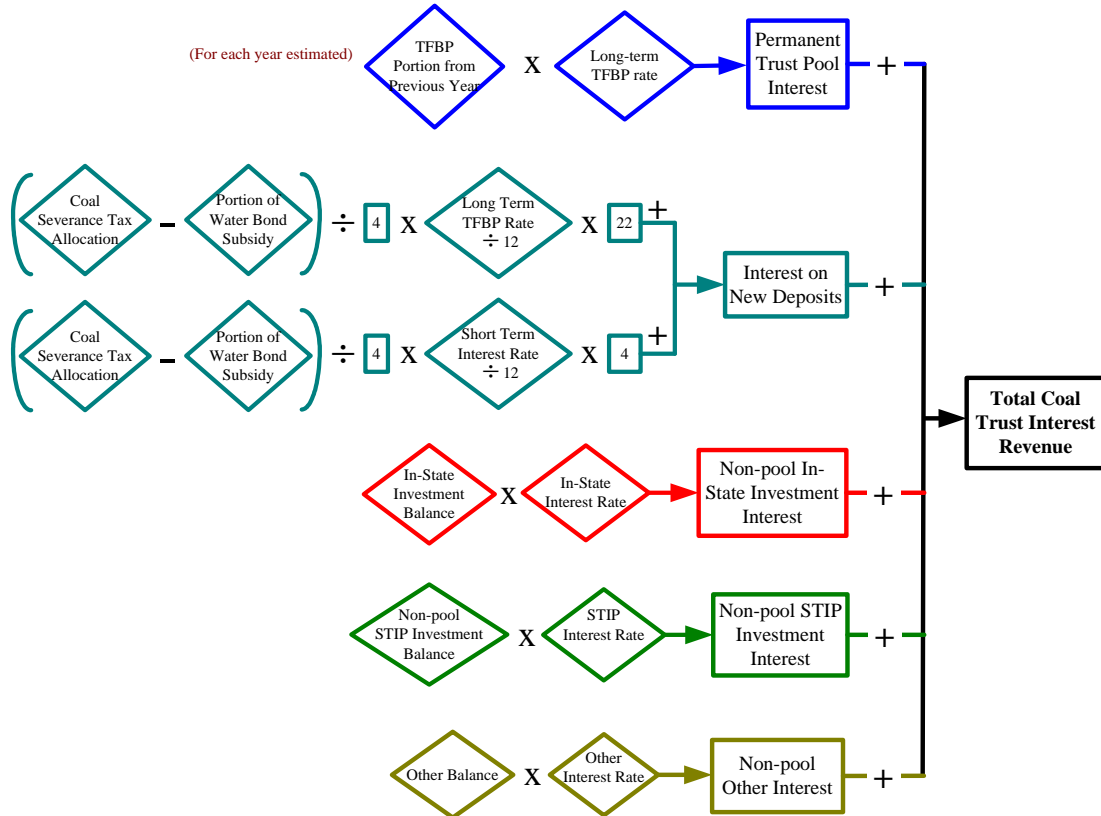 (For each year estimated)
TFBP
Portion from
Previous Year
X
Long-term
TFBP rate
Permanent
Trust Pool
Interest
+
(
Coal
Severance Tax
Allocation
-
Portion of
Water Bond
Subsidy
)
÷
4
X
Long Term
TFBP Rate
÷ 12
X
22
+
(
Coal
Severance Tax
Allocation
-
Portion of
Water Bond
Subsidy
)
÷
4
X
Short Term
Interest Rate
÷ 12
X
4
+
Interest on
New Deposits
+
In-State
Investment
Balance
X
In-State
Interest Rate
Non-pool In-
State Investment
Interest
+
Non-pool
STIP Investment
Balance
X
STIP
Interest Rate
Non-pool STIP
Investment
Interest
+
Other Balance
X
Other
Interest Rate
Non-pool
Other Interest
+
Total Coal
Trust Interest
Revenue